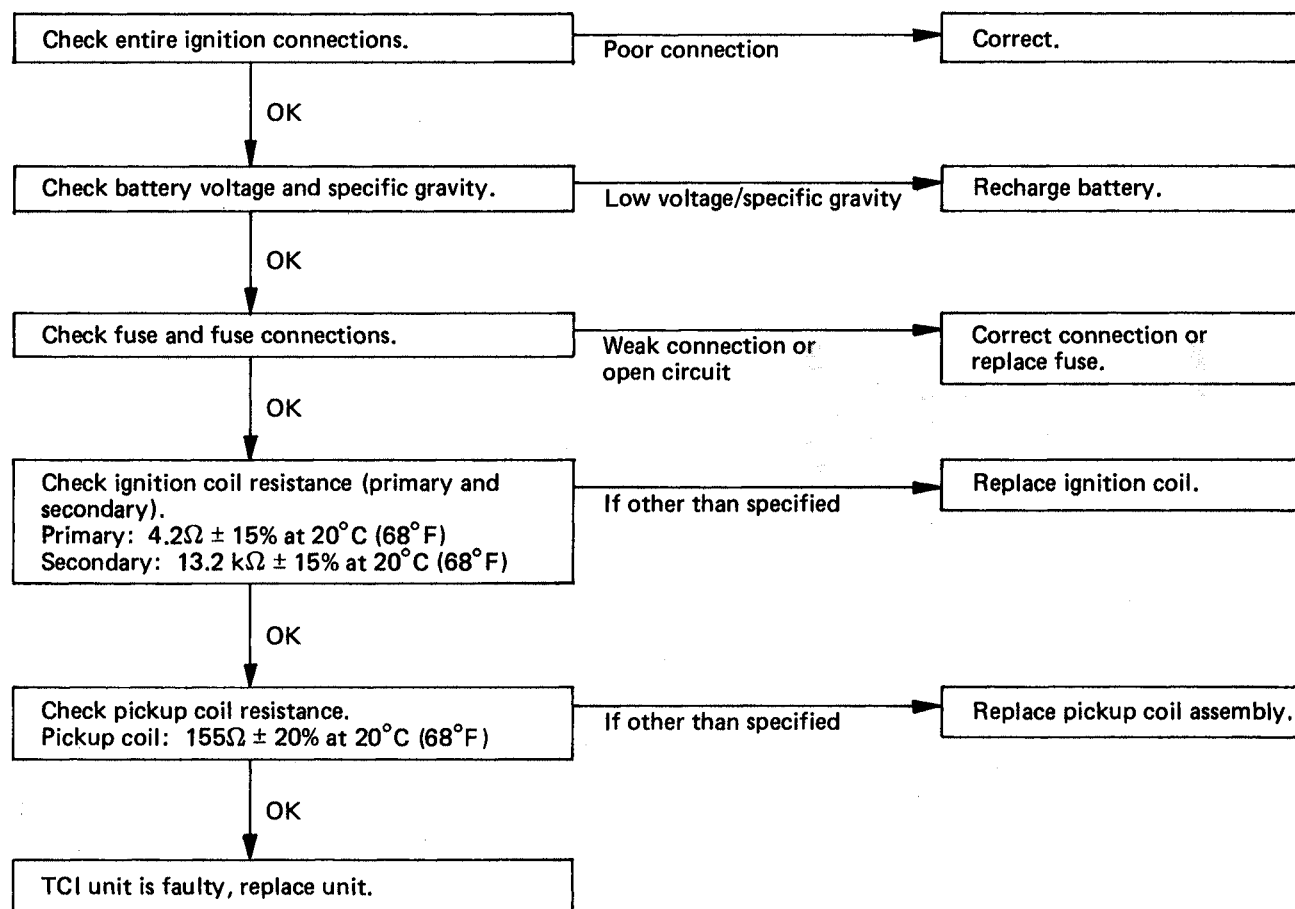 Check entire ignition connections.
Poor connection
Correct.
OK
Check battery voltage and specific gravity.
Low voltage/specific gravity
Recharge battery.
OK
Check fuse and fuse connections.
Weak connection or
open circuit
Correct connection or
replace fuse.
OK
Check ignition coil resistance (primary and
secondary).
Primary: 4.2Ω ± 15% at 20°C (68°F)
Secondary: 13.2 kΩ ± 15% at 20°C (68°F)
If other than specified
Replace ignition coil.
OK
Check pickup coil resistance.
Pickup coil: 155Ω ± 20% at 20°C (68°F)
If other than specified
Replace pickup coil assembly.
OK
TCI unit is faulty, replace unit.